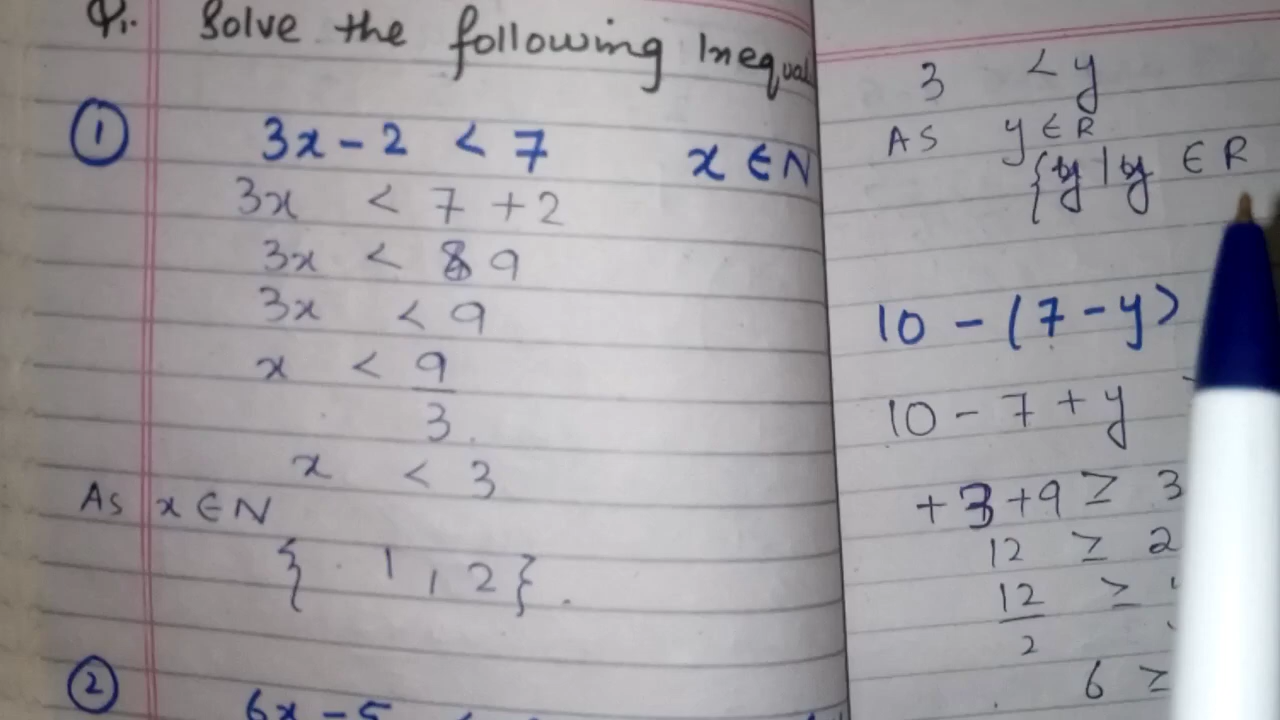 Q1. Solve the following Inequal
① 3x - 2 < 7 x ∈ N
3x < 7 + 2
3x < 9
3x < 9
x < 9/3
x < 3
As x ∈ N
{ 1, 2 }.
② 6x - 5 <
3 < y
AS y ∈ R
{ y | y ∈ R
10 - (7 - y)
10 - 7 + y
+ 3 + 9 ≥ 3
12 ≥ 2
12/2 ≥
6 ≥